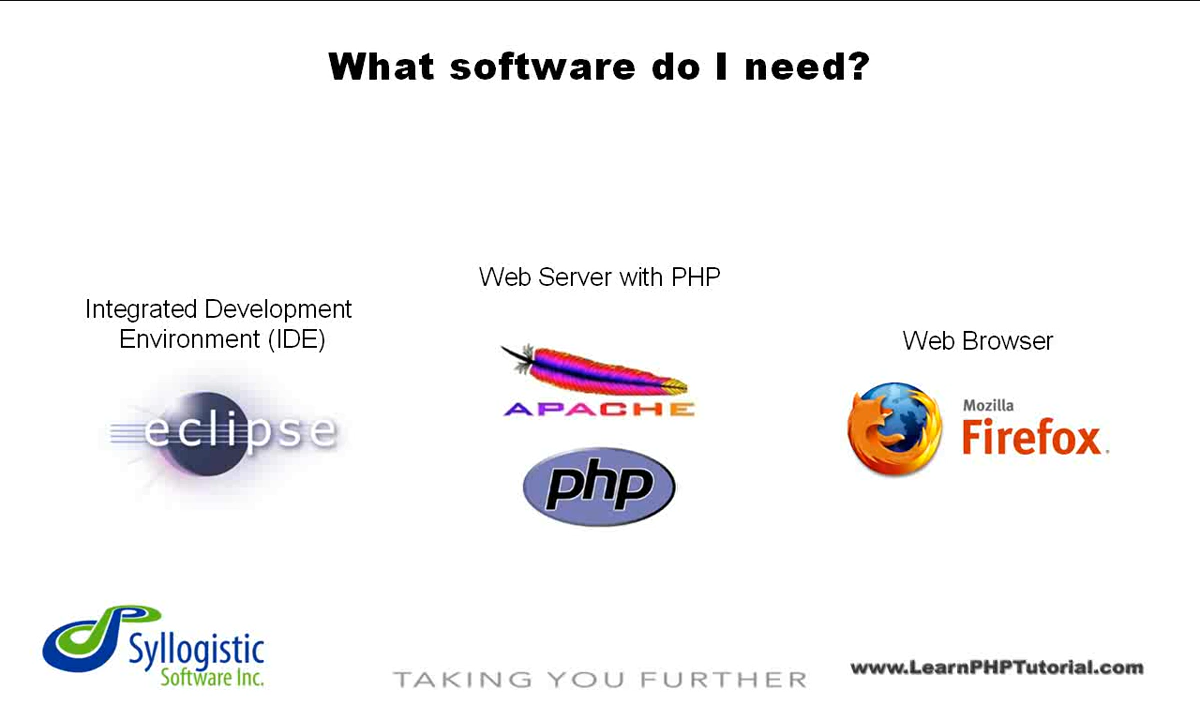 What software do I need?
Web Server with PHP
Integrated Development
Environment (IDE)
Web Browser
eclipse
APACHE
php
Mozilla
Firefox
Syllogistic
Software Inc.
TAKING YOU FURTHER
www.LearnPHPTutorial.com